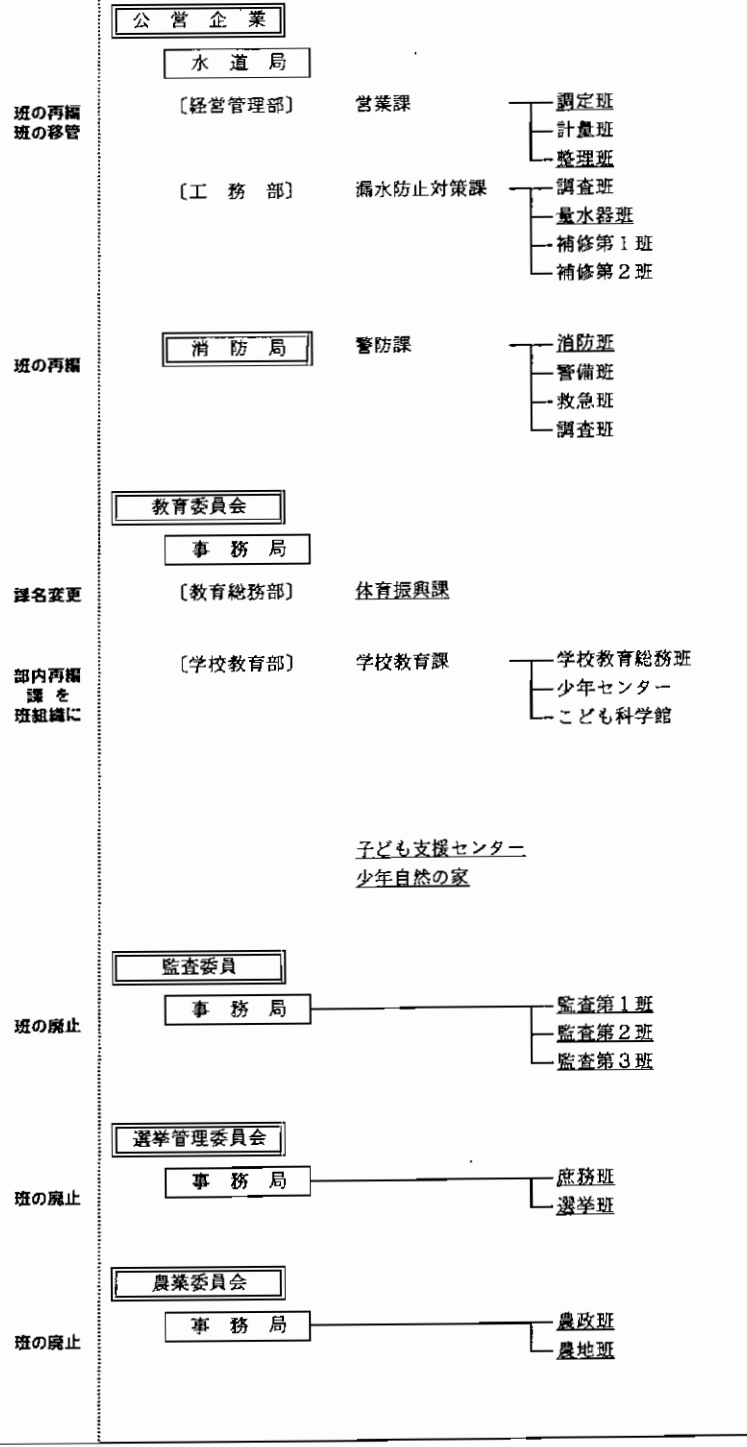 公営企業
水道局
班の再編
班の移管
〔経営管理部〕 営業課 調定班
計量班
整理班
〔工務部〕 漏水防止対策課 調査班
量水器班
補修第1班
補修第2班
班の再編
消防局 警防課 消防班
警備班
救急班
調査班
教育委員会
事務局
課名変更 〔教育総務部〕 体育振興課
部内再編
課を
班組織に
〔学校教育部〕 学校教育課 学校教育総務班
少年センター
こども科学館
子ども支援センター
少年自然の家
監査委員
事務局 監査第1班
班の廃止 監査第2班
監査第3班
選挙管理委員会
事務局 庶務班
班の廃止 選挙班
農業委員会
事務局 農政班
班の廃止 農地班